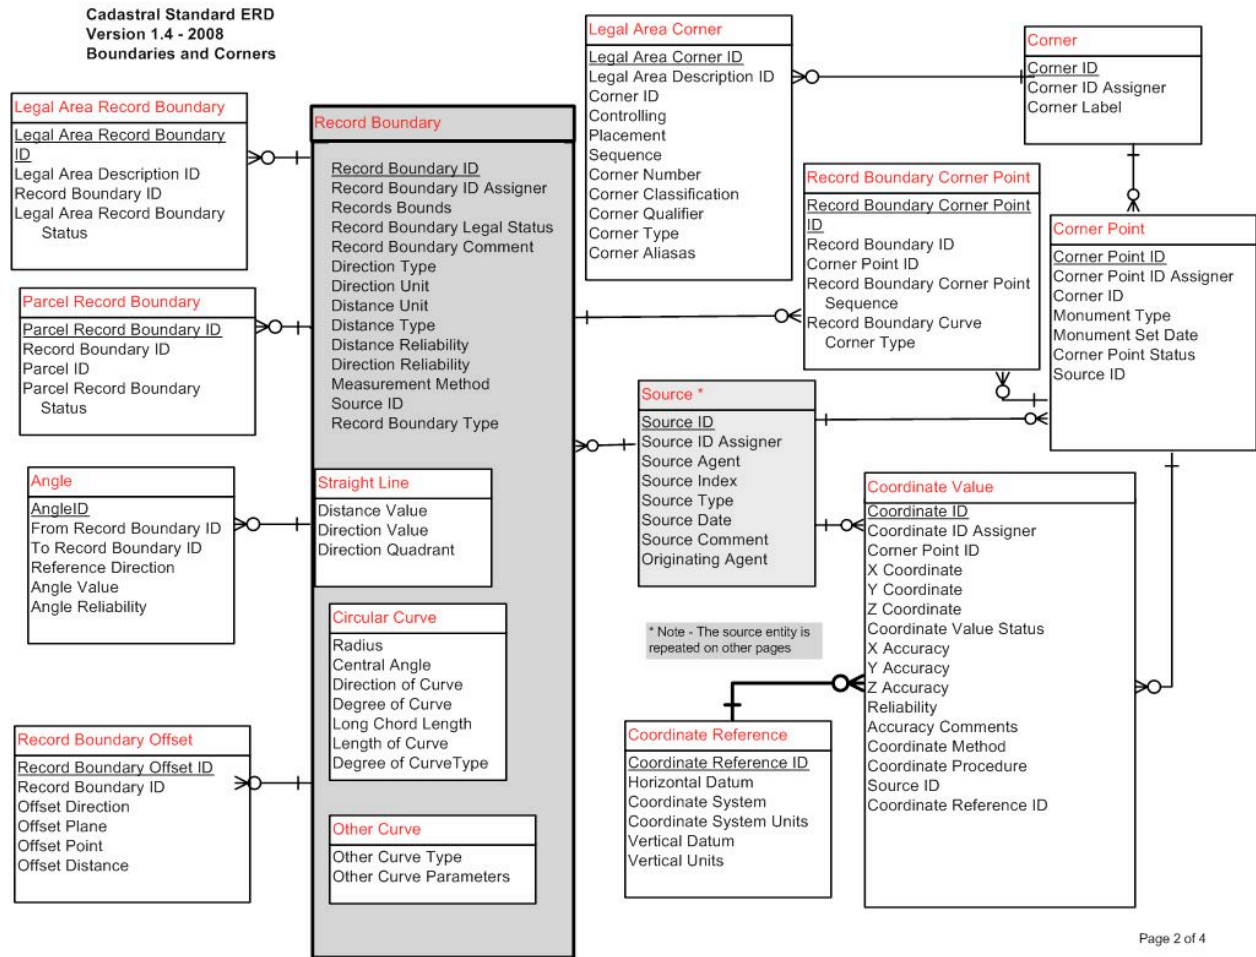 Cadastral Standard ERD
Version 1.4 - 2008
Boundaries and Corners
Legal Area Record Boundary
Legal Area Record Boundary
ID
Legal Area Description ID
Record Boundary ID
Legal Area Record Boundary
Status
Parcel Record Boundary
Parcel Record Boundary ID
Record Boundary ID
Parcel ID
Parcel Record Boundary
Status
Angle
AngleID
From Record Boundary ID
To Record Boundary ID
Reference Direction
Angle Value
Angle Reliability
Record Boundary Offset
Record Boundary Offset ID
Record Boundary ID
Offset Direction
Offset Plane
Offset Point
Offset Distance
Record Boundary
Record Boundary ID
Record Boundary ID Assigner
Records Bounds
Record Boundary Legal Status
Record Boundary Comment
Direction Type
Direction Unit
Distance Unit
Distance Type
Distance Reliability
Direction Reliability
Measurement Method
Source ID
Record Boundary Type
Straight Line
Distance Value
Direction Value
Direction Quadrant
Circular Curve
Radius
Central Angle
Direction of Curve
Degree of Curve
Long Chord Length
Length of Curve
Degree of CurveType
Other Curve
Other Curve Type
Other Curve Parameters
Legal Area Corner
Legal Area Corner ID
Legal Area Description ID
Corner ID
Controlling
Placement
Sequence
Corner Number
Corner Classification
Corner Qualifier
Corner Type
Corner Aliasas
Corner
Corner ID
Corner ID Assigner
Corner Label
Record Boundary Corner Point
Record Boundary Corner Point
ID
Record Boundary ID
Corner Point ID
Record Boundary Corner Point
Sequence
Record Boundary Curve
Corner Type
Corner Point
Corner Point ID
Corner Point ID Assigner
Corner ID
Monument Type
Monument Set Date
Corner Point Status
Source ID
Source *
Source ID
Source ID Assigner
Source Agent
Source Index
Source Type
Source Date
Source Comment
Originating Agent
* Note - The source entity is
repeated on other pages
Coordinate Reference
Coordinate Reference ID
Horizontal Datum
Coordinate System
Coordinate System Units
Vertical Datum
Vertical Units
Coordinate Value
Coordinate ID
Coordinate ID Assigner
Corner Point ID
X Coordinate
Y Coordinate
Z Coordinate
Coordinate Value Status
X Accuracy
Y Accuracy
Z Accuracy
Reliability
Accuracy Comments
Coordinate Method
Coordinate Procedure
Source ID
Coordinate Reference ID
Page 2 of 4